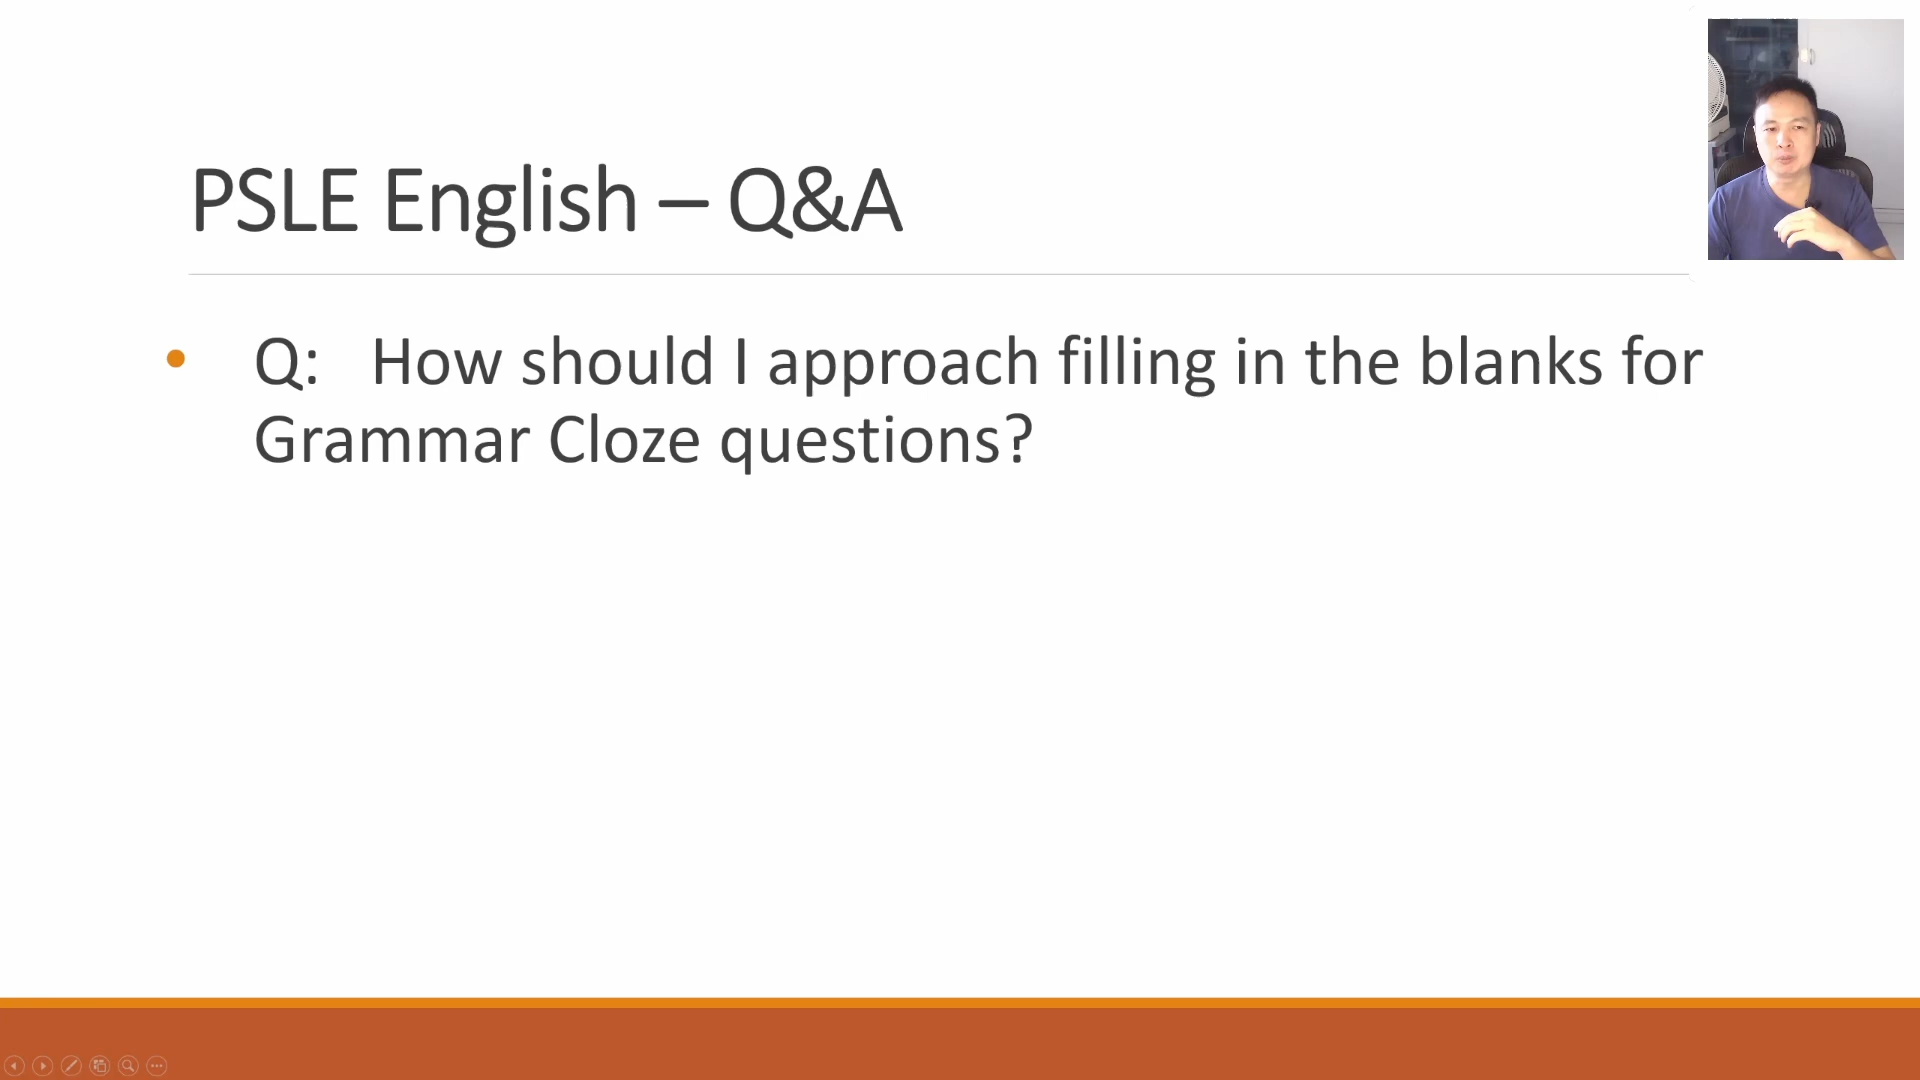 PSLE English – Q&A
Q: How should I approach filling in the blanks for
Grammar Cloze questions?